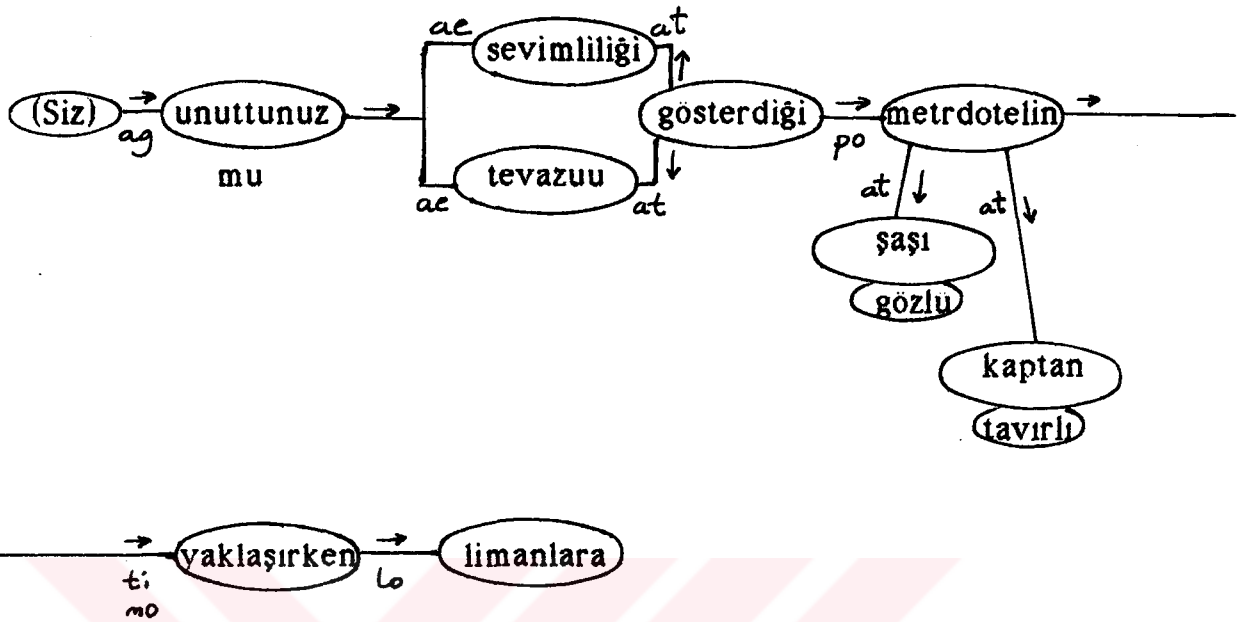 ae sevimliliği at
(Siz) ag unuttunuz mu gösterdiği po metrdotelin
ae tevazuu at
at şaşı gözlü
at kaptan tavırlı
ti mo yaklaşırken lo limanlara